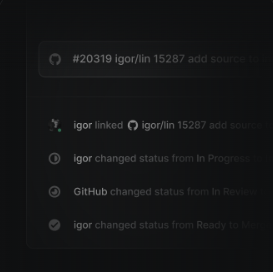 #20319 igor/lin 15287 add source
igor linked igor/lin 15287 add source
igor changed status from In Progress
GitHub changed status from In Review
igor changed status from Ready to